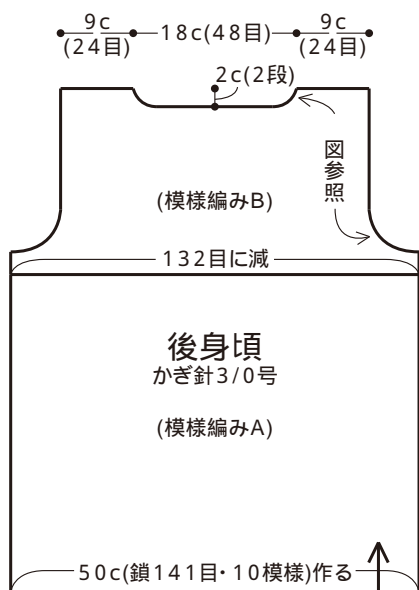 9c 18c(48目) 9c
(24目) (24目)
2c(2段)
図参照
(模様編みB)
132目に減
後身頃
かぎ針3/0号
(模様編みA)
50c(鎖141目・10模様)作る